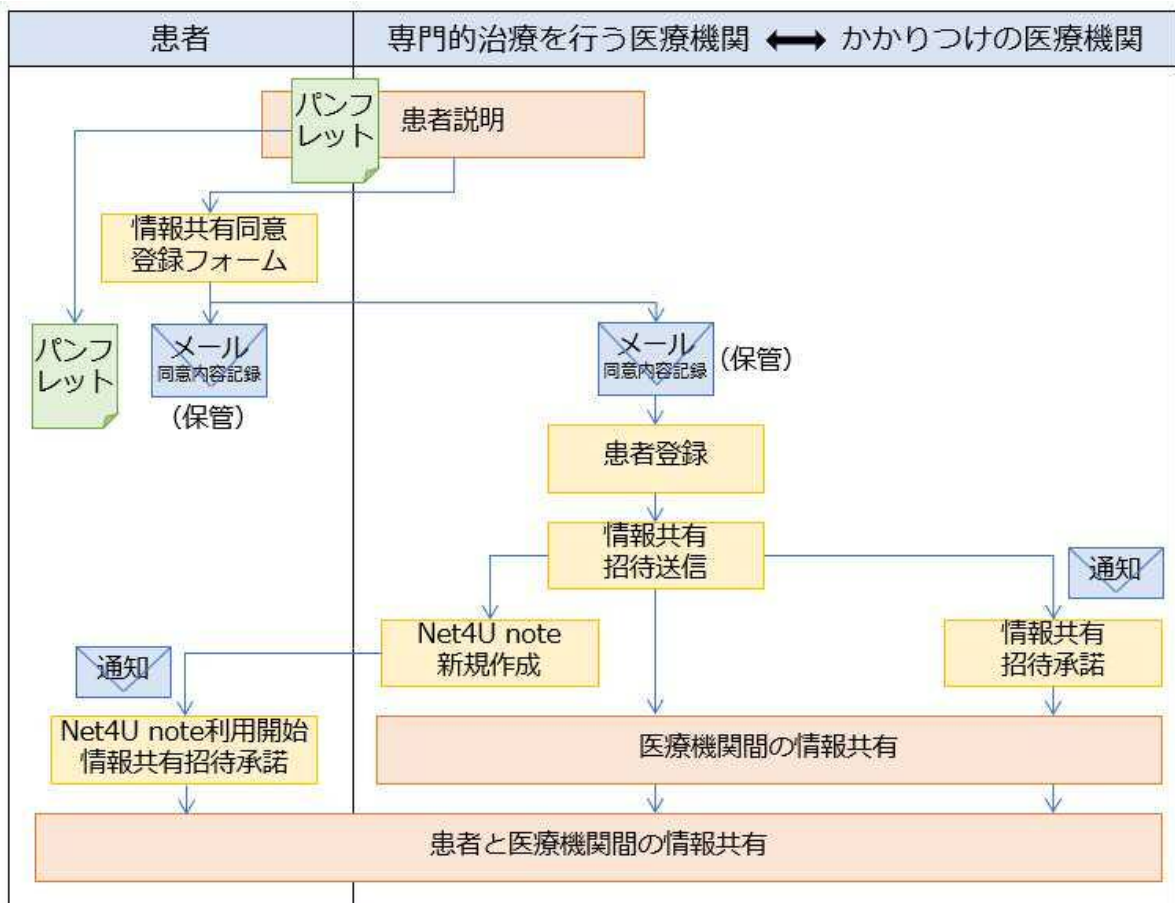 患者
専門的治療を行う医療機関 ⟷ かかりつけの医療機関
パンフ
レット
患者説明
情報共有同意
登録フォーム
パンフ
レット
メール
同意内容記録
(保管)
メール
同意内容記録
(保管)
患者登録
情報共有
招待送信
通知
Net4U note
新規作成
情報共有
招待承諾
通知
Net4U note利用開始
情報共有招待承諾
医療機関間の情報共有
患者と医療機関間の情報共有